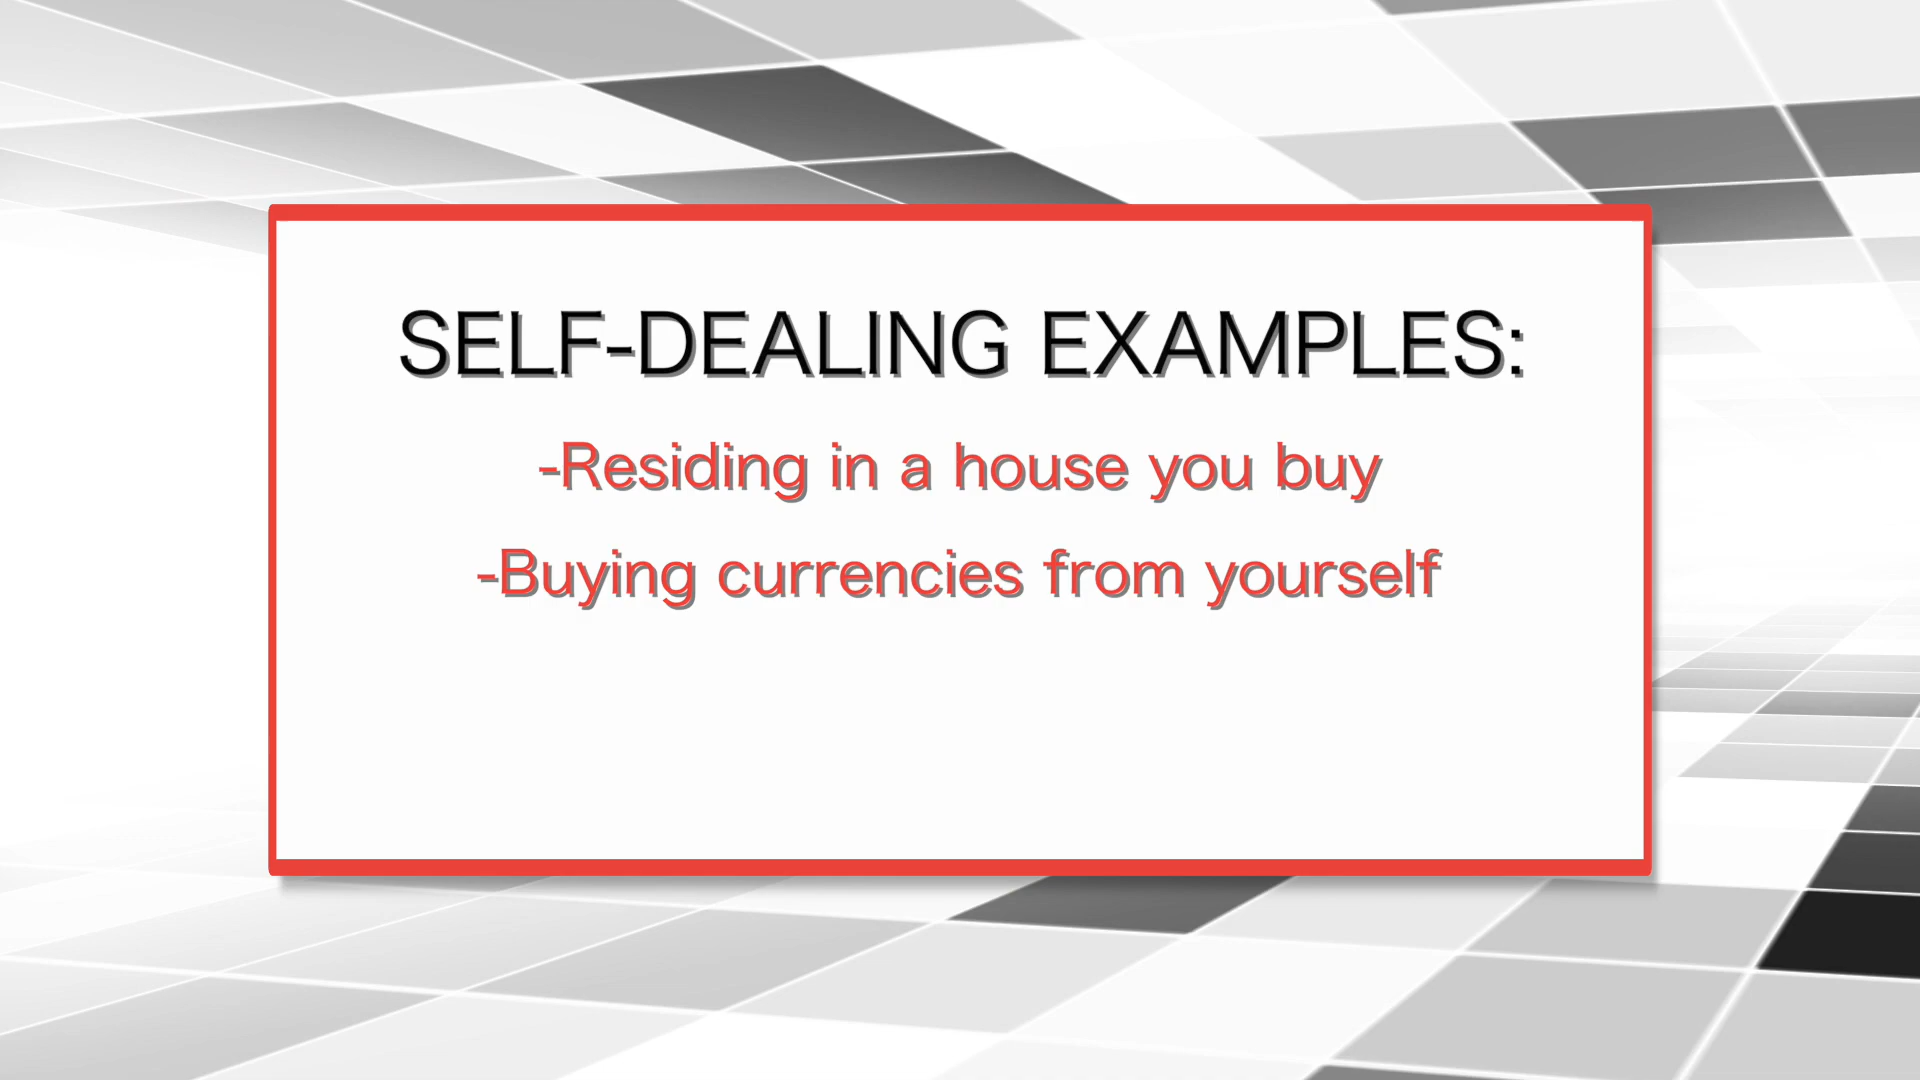 SELF-DEALING EXAMPLES:
-Residing in a house you buy
-Buying currencies from yourself